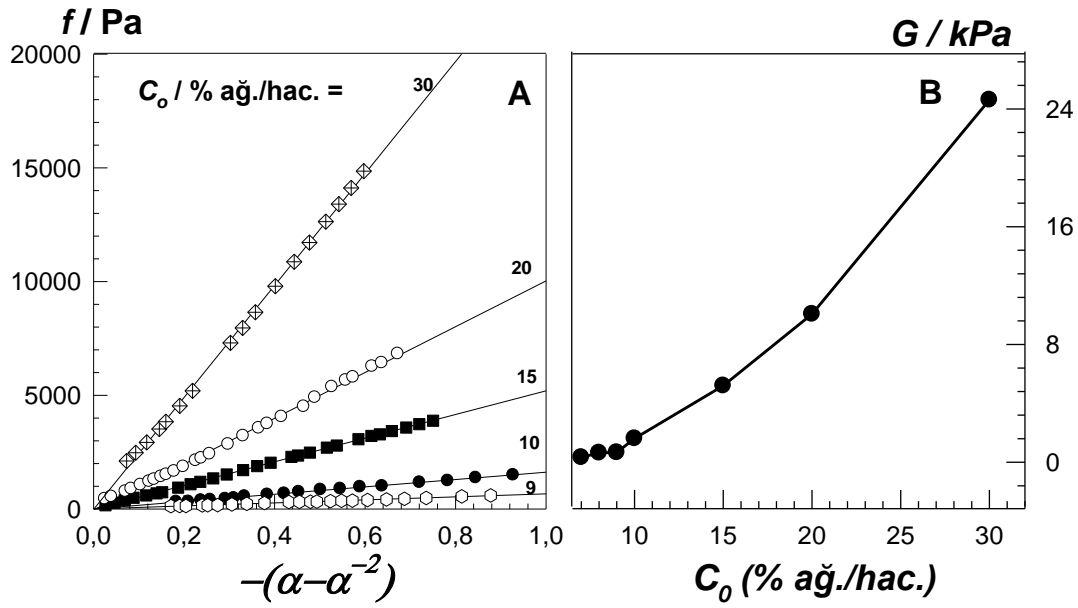 f / Pa
20000
15000
10000
5000
0
C₀ / % ağ./hac. =
A
30
20
15
10
9
0,0 0,2 0,4 0,6 0,8 1,0
−(α−α⁻²)
G / kPa
B
24
16
8
0
10 15 20 25 30
C₀ (% ağ./hac.)